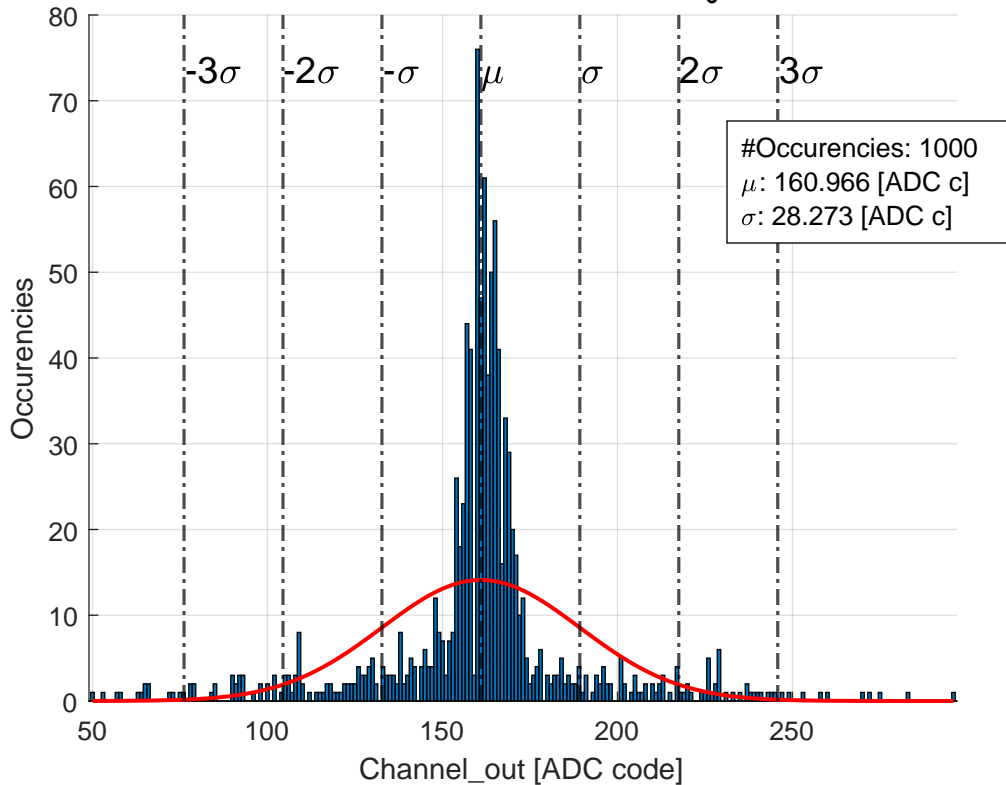 80
70
60
50
40
30
20
10
0
Occurencies
-3σ
-2σ
-σ
μ
σ
2σ
3σ
#Occurencies: 1000
μ: 160.966 [ADC c]
σ: 28.273 [ADC c]
50
100
150
200
250
Channel_out [ADC code]